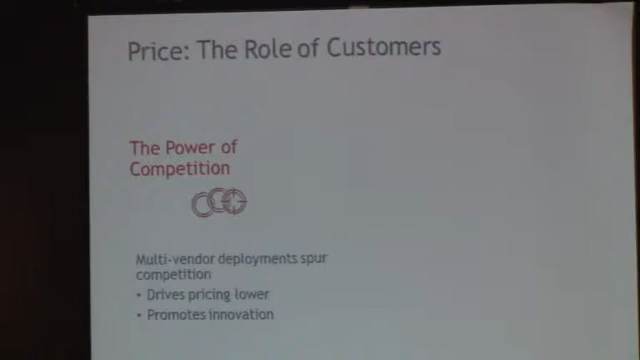 Price: The Role of Customers
The Power of
Competition
Multi-vendor deployments spur
competition
• Drives pricing lower
• Promotes innovation